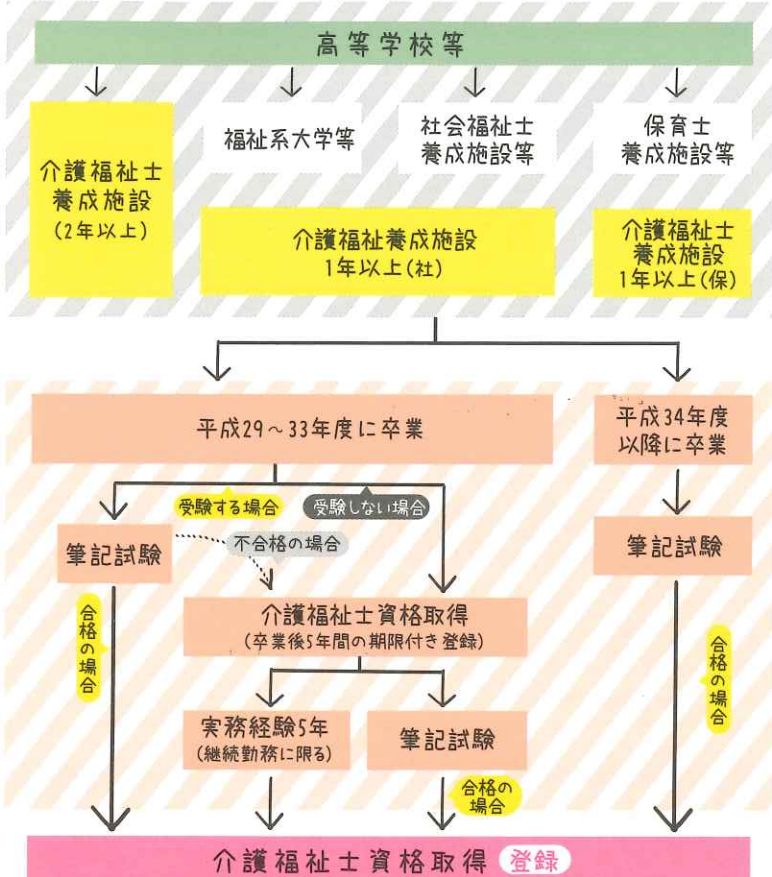 高等学校等
介護福祉士
養成施設
(2年以上)
福祉系大学等
社会福祉士
養成施設等
保育士
養成施設等
介護福祉養成施設
1年以上(社)
介護福祉士
養成施設
1年以上(保)
平成29～33年度に卒業
平成34年度
以降に卒業
受験する場合
受験しない場合
筆記試験
不合格の場合
筆記試験
介護福祉士資格取得
(卒業後5年間の期限付き登録)
合格の場合
合格の場合
実務経験5年
(継続勤務に限る)
筆記試験
合格の
場合
介護福祉士資格取得 登録